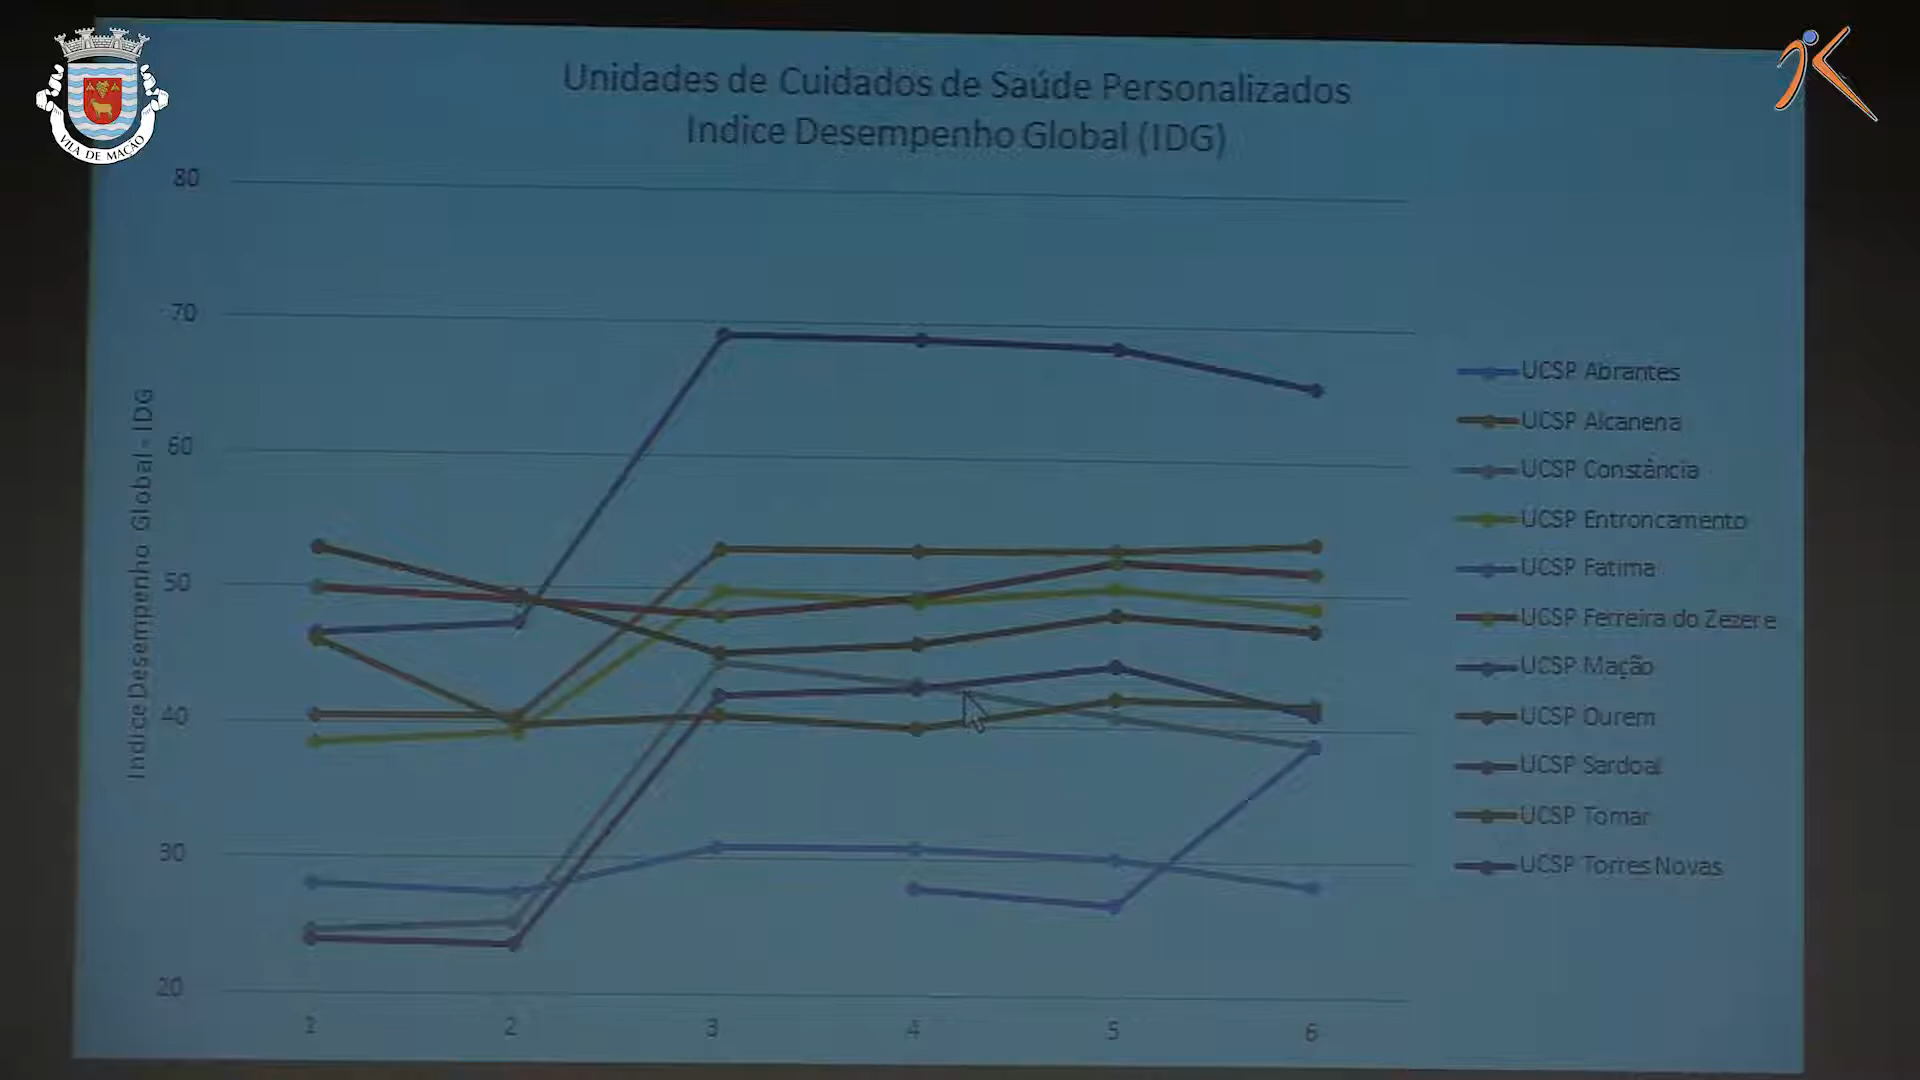 VILA DE MAÇÃO
Unidades de Cuidados de Saúde Personalizados
Indice Desempenho Global (IDG)
Indice Desempenho Global - IDG
80
70
60
50
40
30
20
1 2 3 4 5 6
UCSP Abrantes
UCSP Alcanena
UCSP Constância
UCSP Entroncamento
UCSP Fatima
UCSP Ferreira do Zezere
UCSP Mação
UCSP Ourem
UCSP Sardoal
UCSP Tomar
UCSP Torres Novas